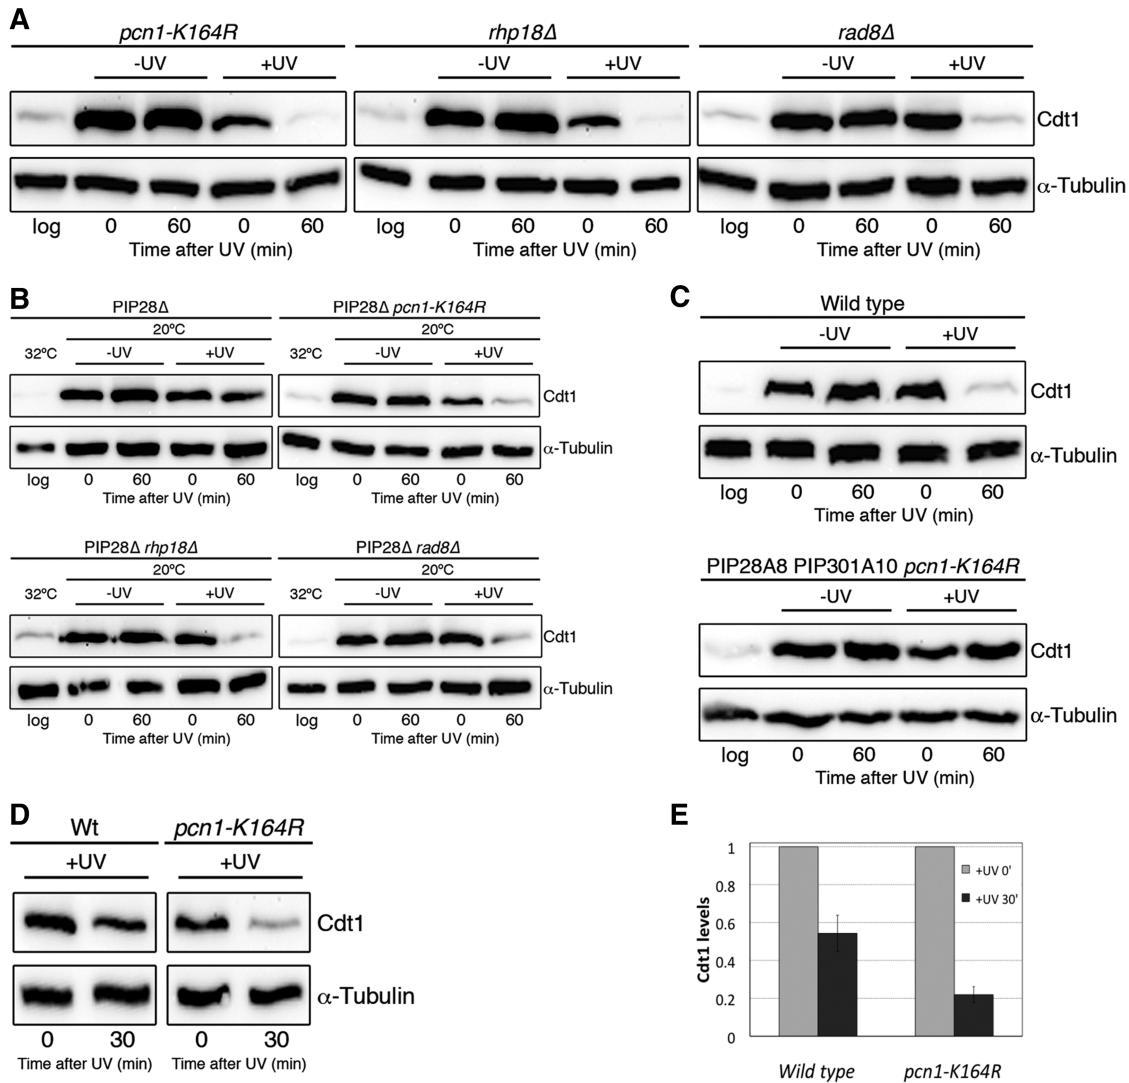 A
pcn1-K164R rhp18Δ rad8Δ
-UV +UV -UV +UV -UV +UV
Cdt1
α-Tubulin
log 0 60 0 60 log 0 60 0 60 log 0 60 0 60
Time after UV (min) Time after UV (min) Time after UV (min)
B
PIP28Δ PIP28Δ pcn1-K164R
20ºC 20ºC
32ºC -UV +UV 32ºC -UV +UV
Cdt1
α-Tubulin
log 0 60 0 60 log 0 60 0 60
Time after UV (min) Time after UV (min)
PIP28Δ rhp18Δ PIP28Δ rad8Δ
20ºC 20ºC
32ºC -UV +UV 32ºC -UV +UV
Cdt1
α-Tubulin
log 0 60 0 60 log 0 60 0 60
Time after UV (min) Time after UV (min)
C
Wild type
-UV +UV
Cdt1
α-Tubulin
log 0 60 0 60
Time after UV (min)
PIP28A8 PIP301A10 pcn1-K164R
-UV +UV
Cdt1
α-Tubulin
log 0 60 0 60
Time after UV (min)
D
Wt pcn1-K164R
+UV +UV
Cdt1
α-Tubulin
0 30 0 30
Time after UV (min) Time after UV (min)
E
Cdt1 levels
1
0.8
0.6
0.4
0.2
0
+UV 0'
+UV 30'
Wild type pcn1-K164R